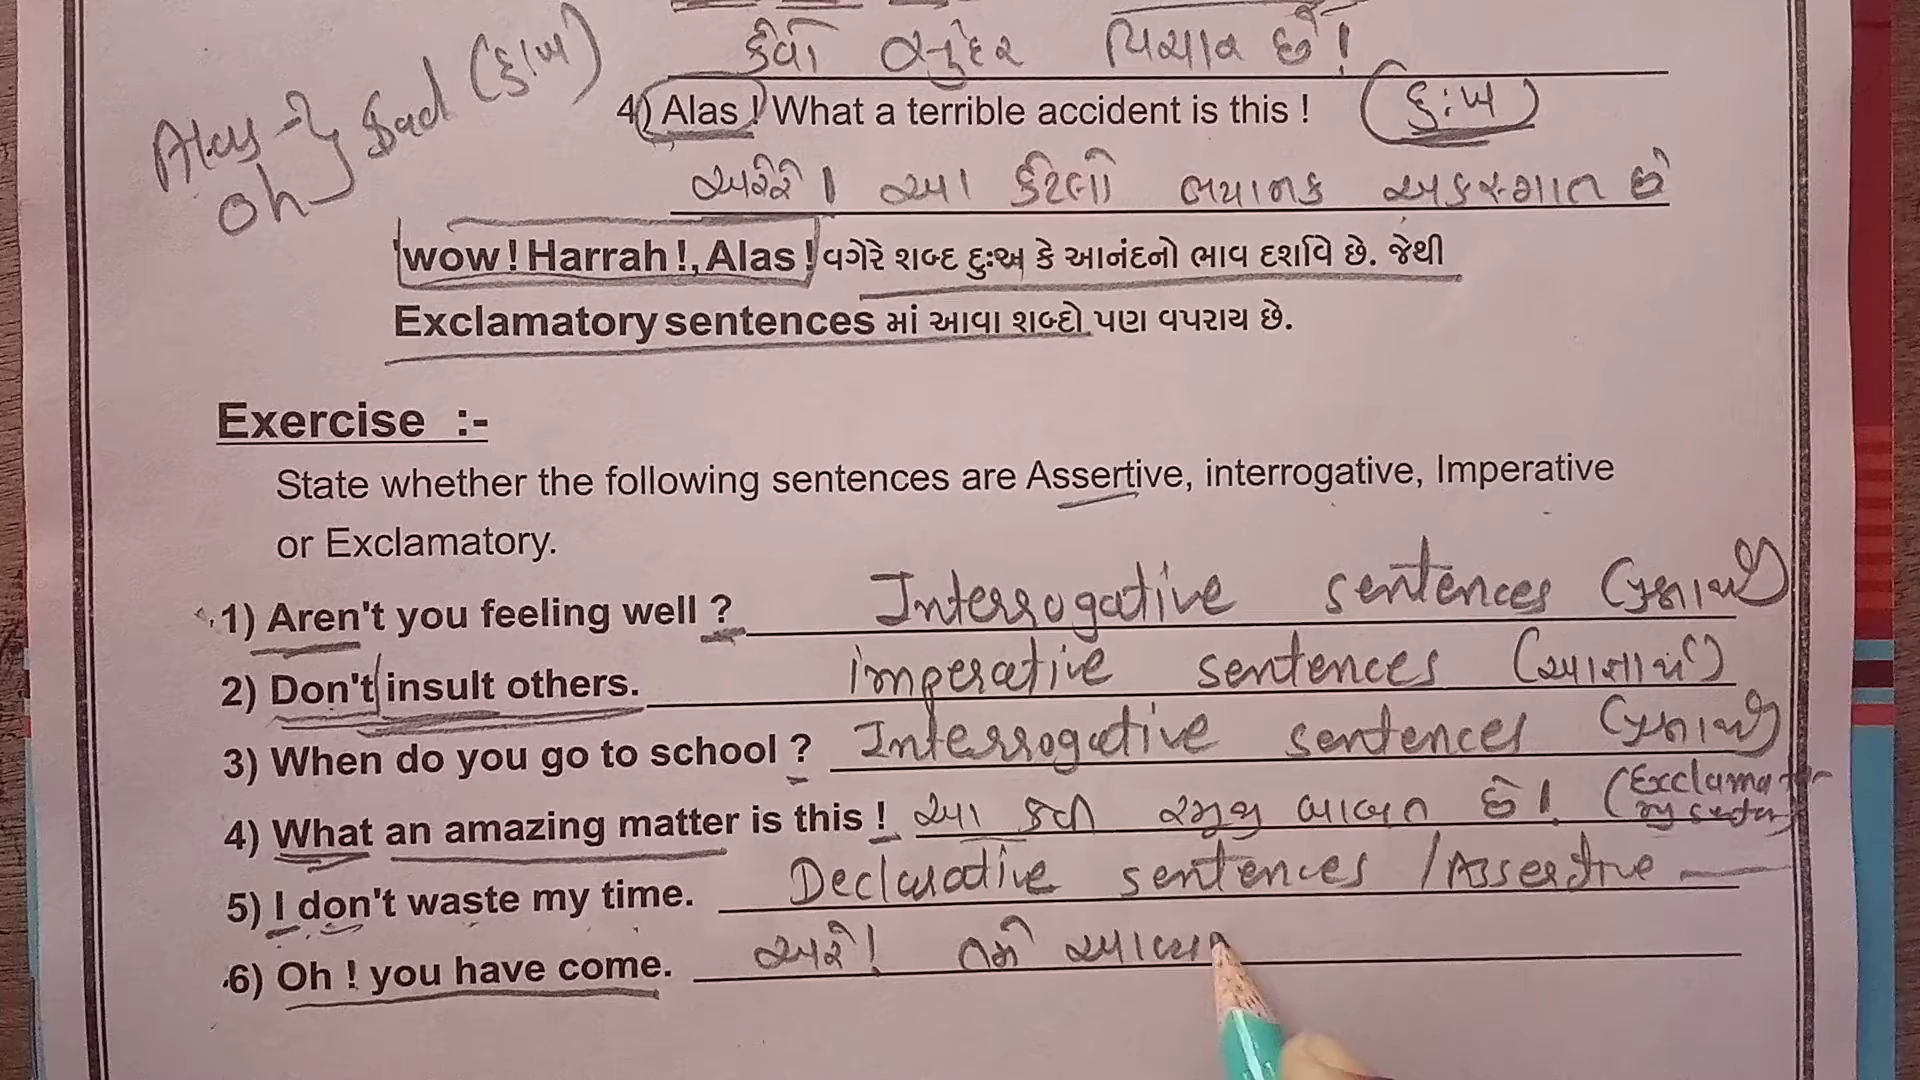 કેવો સુંદર વિચાર છે !
4) Alas ! What a terrible accident is this ! (દુ:ખ)
Alas → Sad (દુઃખ)
oh
અરેરે ! આ કેટલો ભયાનક અકસ્માત છે
wow ! Harrah !, Alas ! વગેરે શબ્દ દુઃખ કે આનંદનો ભાવ દર્શાવે છે. જેથી
Exclamatory sentences માં આવા શબ્દો પણ વપરાય છે.
Exercise :-
State whether the following sentences are Assertive, interrogative, Imperative
or Exclamatory.
1) Aren't you feeling well ? Interrogative sentences (પ્રશ્નાર્થ)
2) Don't insult others. imperative sentences (આજ્ઞાર્થ)
3) When do you go to school ? Interrogative sentences (પ્રશ્નાર્થ)
4) What an amazing matter is this ! આ કેવી રમુજી બાબત છે ! (Exclamatory
5) I don't waste my time. Declarative sentences / Assertive
6) Oh ! you have come. અરે ! તમે